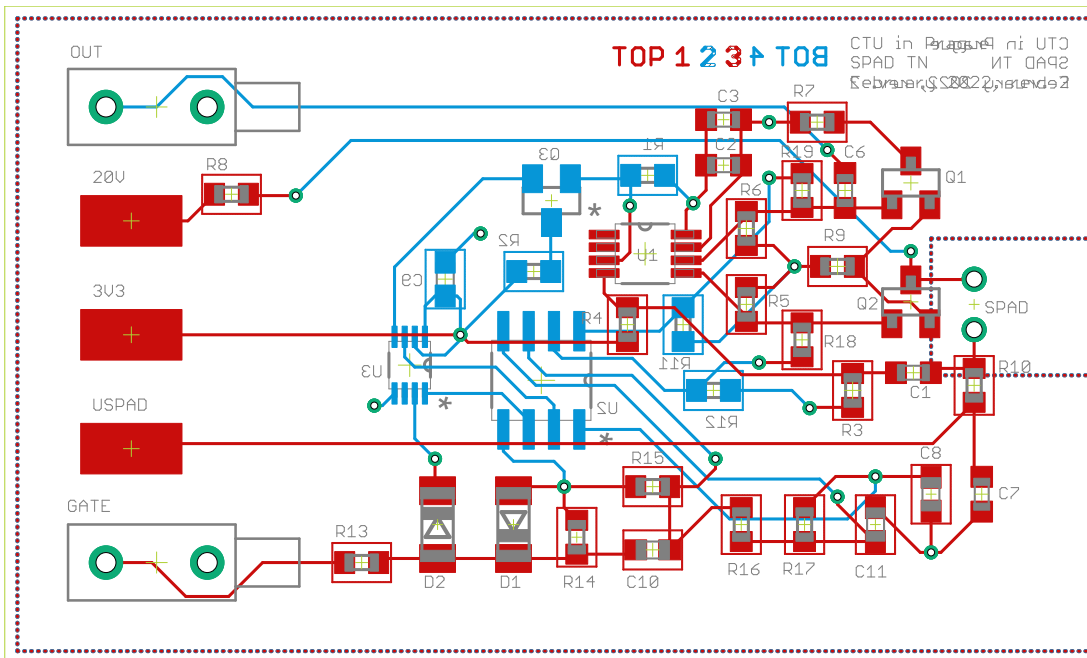 OUT
TOP 1 2 3 4 BOT
CTU in Prague
SPAD TN
February, 2022
C3
R7
20V
R8
Q3
R1
C2
R19
C6
Q1
R6
R2
U1
R9
C9
3V3
R4
R5
Q2
SPAD
R11
R18
U3
R10
C1
USPAD
U2
R12
R3
*
*
*
R15
C8
C7
GATE
R13
D2
D1
R14
C10
R16
R17
C11